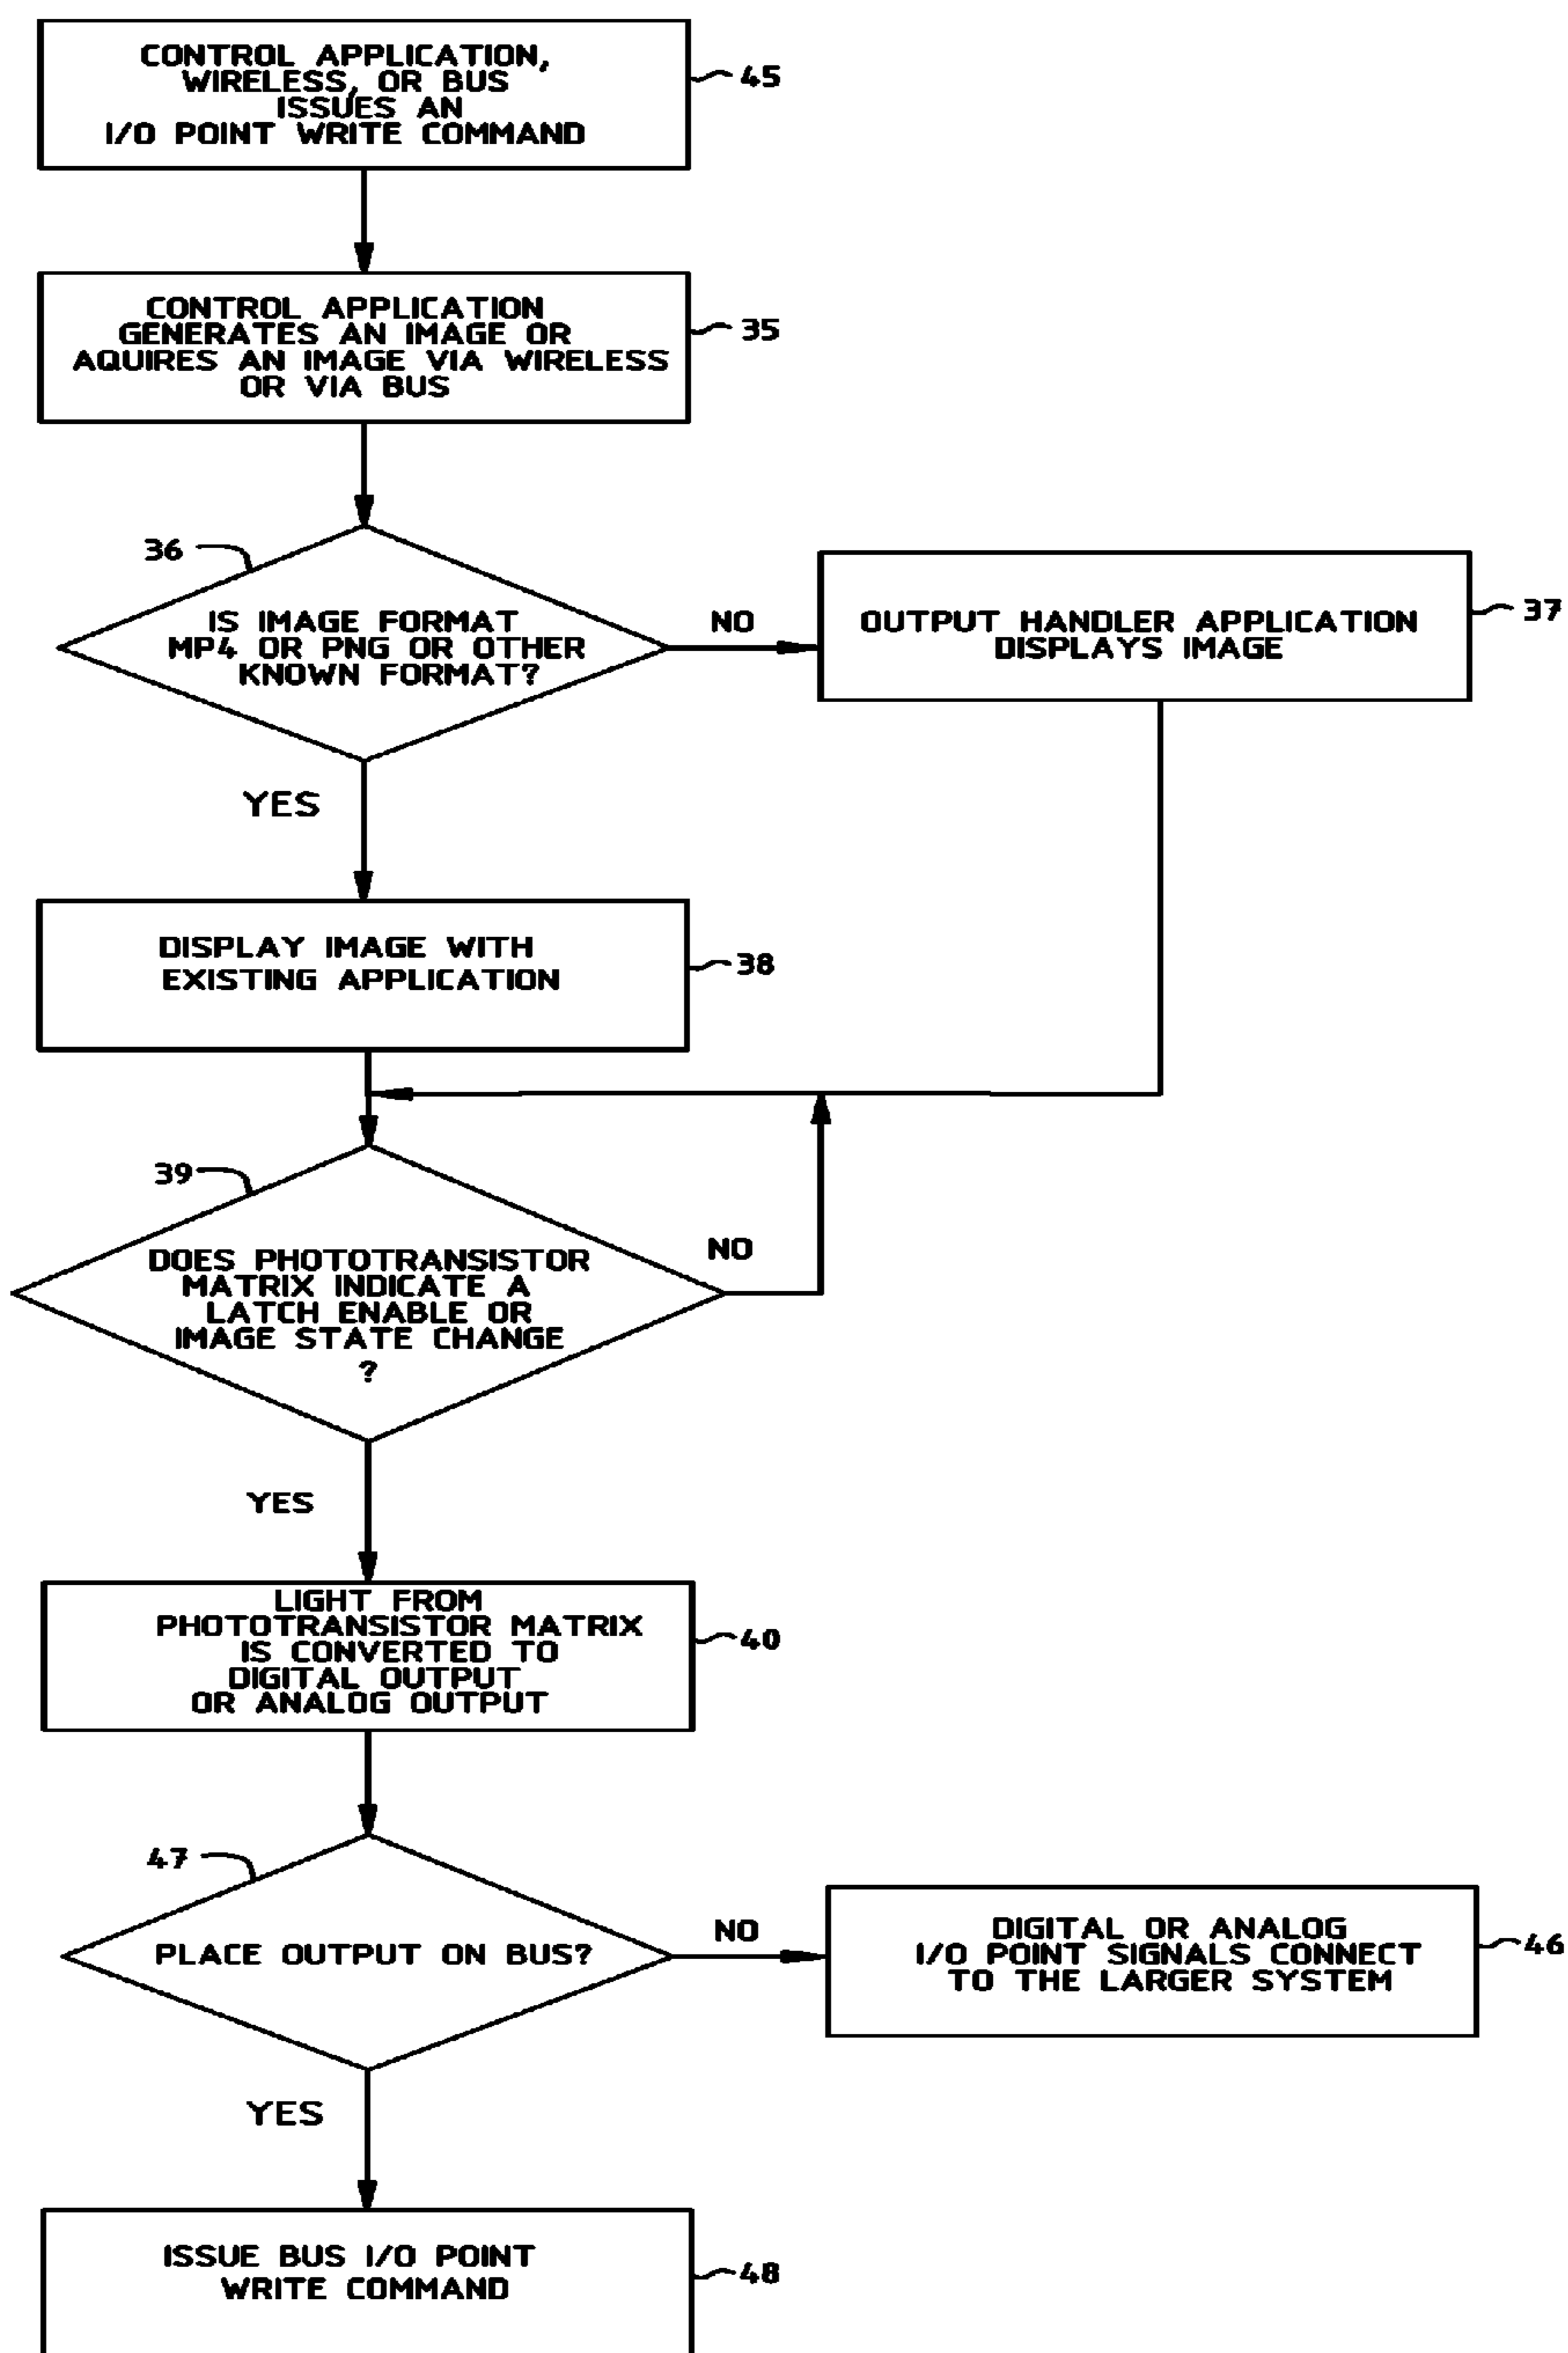 CONTROL APPLICATION,
WIRELESS, OR BUS
ISSUES AN
I/O POINT WRITE COMMAND
45
CONTROL APPLICATION
GENERATES AN IMAGE OR
AQUIRES AN IMAGE VIA WIRELESS
OR VIA BUS
35
36
IS IMAGE FORMAT
MP4 OR PNG OR OTHER
KNOWN FORMAT?
NO
OUTPUT HANDLER APPLICATION
DISPLAYS IMAGE
37
YES
DISPLAY IMAGE WITH
EXISTING APPLICATION
38
39
DOES PHOTOTRANSISTOR
MATRIX INDICATE A
LATCH ENABLE OR
IMAGE STATE CHANGE
?
NO
YES
LIGHT FROM
PHOTOTRANSISTOR MATRIX
IS CONVERTED TO
DIGITAL OUTPUT
OR ANALOG OUTPUT
40
47
PLACE OUTPUT ON BUS?
NO
DIGITAL OR ANALOG
I/O POINT SIGNALS CONNECT
TO THE LARGER SYSTEM
46
YES
ISSUE BUS I/O POINT
WRITE COMMAND
48